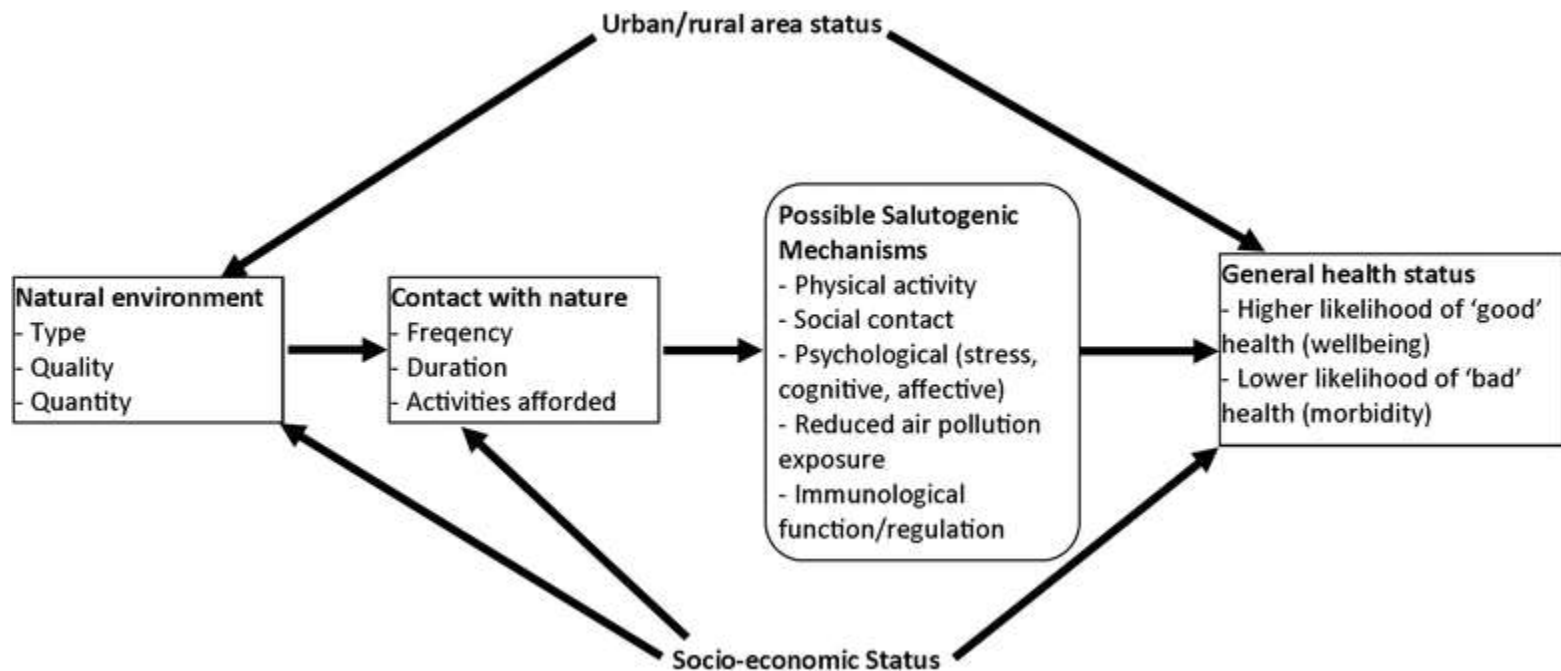 Urban/rural area status
Natural environment
- Type
- Quality
- Quantity
Contact with nature
- Freqency
- Duration
- Activities afforded
Possible Salutogenic
Mechanisms
- Physical activity
- Social contact
- Psychological (stress,
cognitive, affective)
- Reduced air pollution
exposure
- Immunological
function/regulation
General health status
- Higher likelihood of ‘good’
health (wellbeing)
- Lower likelihood of ‘bad’
health (morbidity)
Socio-economic Status